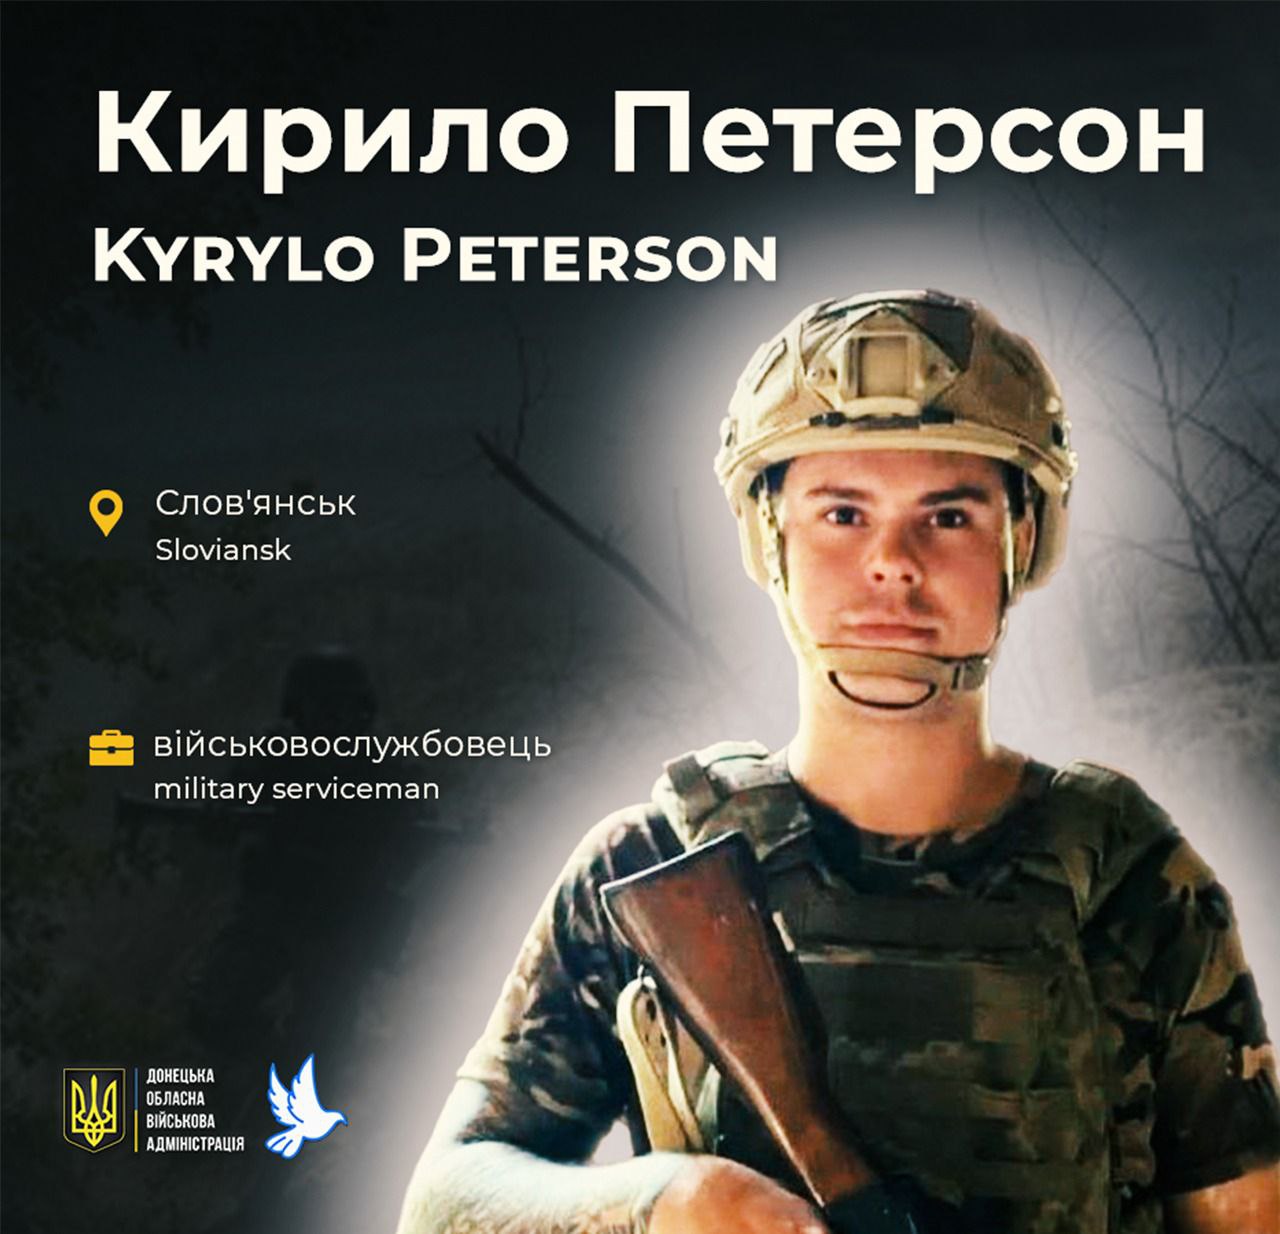 Кирило Петерсон
KYRYLO PETERSON
Слов'янськ
Sloviansk
військовослужбовець
military serviceman
ДОНЕЦЬКА
ОБЛАСНА
ВІЙСЬКОВА
АДМІНІСТРАЦІЯ